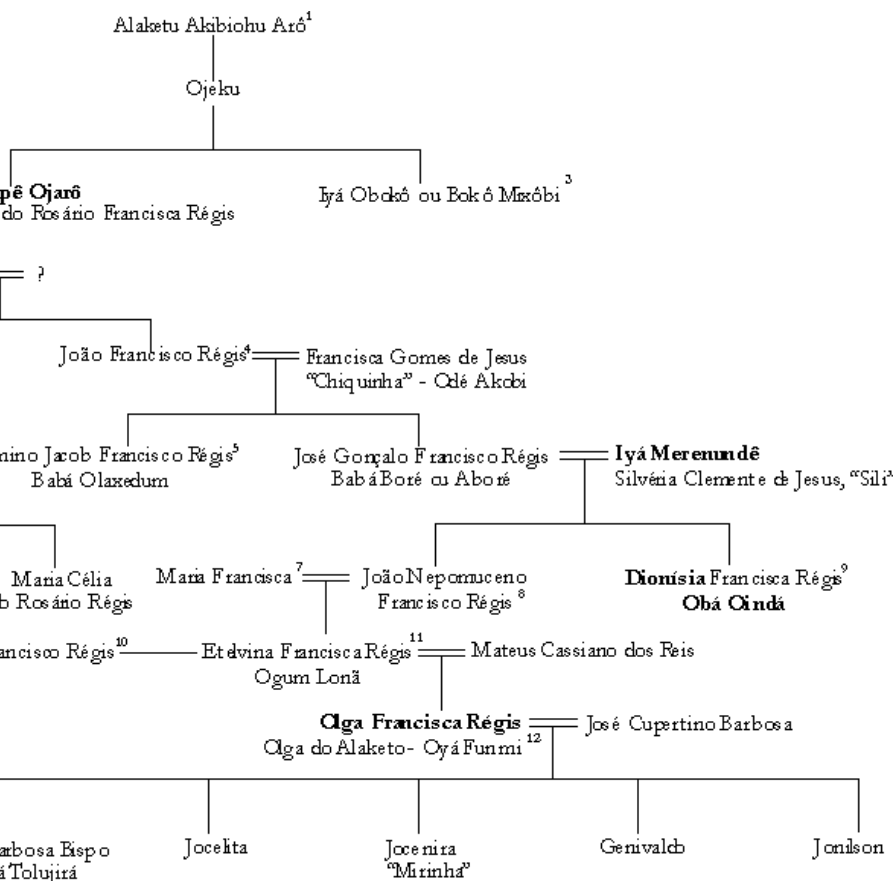 Alaketu Akibiohu Arô1
Ojeku
pê Ojarô
do Rosário Francisca Régis
Iyá Obokô ou Bokô Mixôbi 3
?
João Francisco Régis4
Francisca Gomes de Jesus
“Chiquinha” - Odé Akobi
mino Jacob Francisco Régis5
Babá Olaxedum
José Gonçalo Francisco Régis
Babá Boré ou Aboré
Iyá Merenundê
Silvéria Clemente de Jesus, “Sili”
Maria Célia
do Rosário Régis
Maria Francisca 7
João Nepomuceno
Francisco Régis 8
Dionísia Francisca Régis9
Obá Oindá
ancisco Régis10
Etelvina Francisca Régis11
Ogum Lonã
Mateus Cassiano dos Reis
Olga Francisca Régis
Olga do Alaketo- Oyá Funmi 12
José Cupertino Barbosa
arbosa Bispo
á Tolujirá
Jocelita
Jocenira
“Mirinha”
Genivaldo
Jonilson